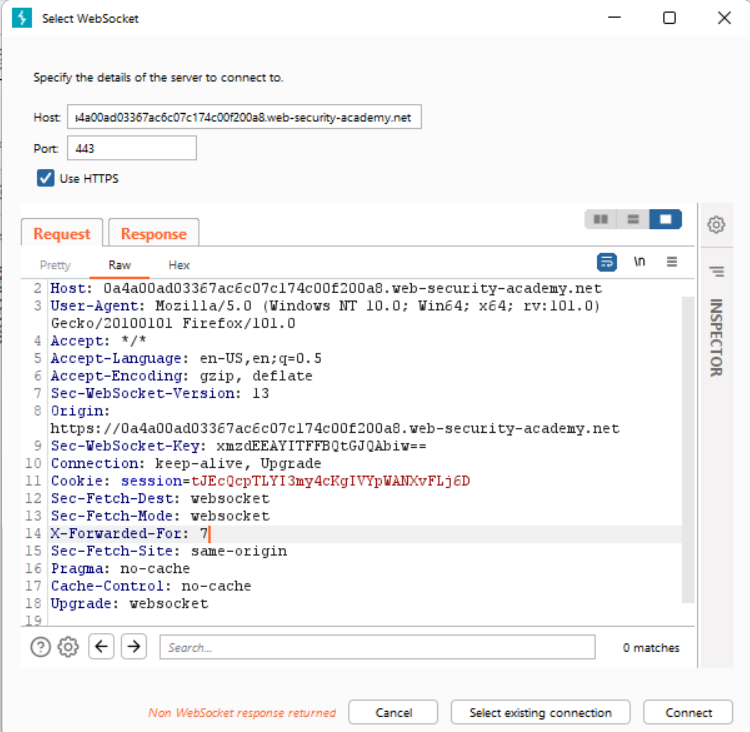 Select WebSocket
Specify the details of the server to connect to.
Host: 4a00ad03367ac6c07c174c00f200a8.web-security-academy.net
Port: 443
Use HTTPS
Request Response
Pretty Raw Hex \n
2 Host: 0a4a00ad03367ac6c07c174c00f200a8.web-security-academy.net
3 User-Agent: Mozilla/5.0 (Windows NT 10.0; Win64; x64; rv:101.0)
Gecko/20100101 Firefox/101.0
4 Accept: */*
5 Accept-Language: en-US,en;q=0.5
6 Accept-Encoding: gzip, deflate
7 Sec-WebSocket-Version: 13
8 Origin:
https://0a4a00ad03367ac6c07c174c00f200a8.web-security-academy.net
9 Sec-WebSocket-Key: xmzdEEAYITFFBQtGJQAbiw==
10 Connection: keep-alive, Upgrade
11 Cookie: session=tJEcQcpTLYI3my4cKgIVYpWANXvFLj6D
12 Sec-Fetch-Dest: websocket
13 Sec-Fetch-Mode: websocket
14 X-Forwarded-For: 7
15 Sec-Fetch-Site: same-origin
16 Pragma: no-cache
17 Cache-Control: no-cache
18 Upgrade: websocket
19
INSPECTOR
Search... 0 matches
Non WebSocket response returned Cancel Select existing connection Connect